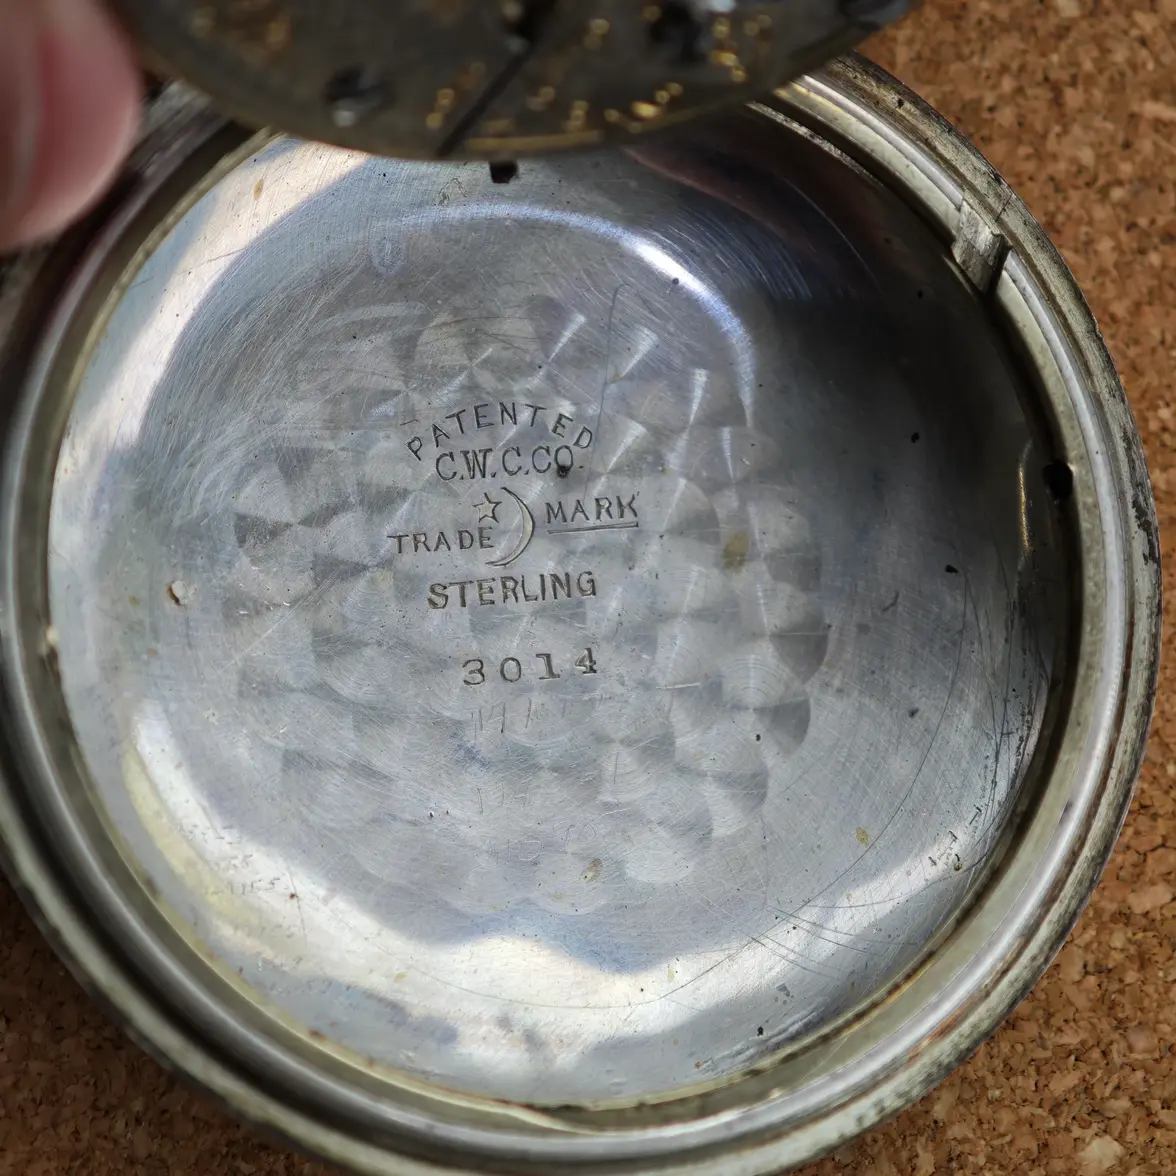 PATENTED
C.W.C.CO.
TRADE MARK
STERLING
3014